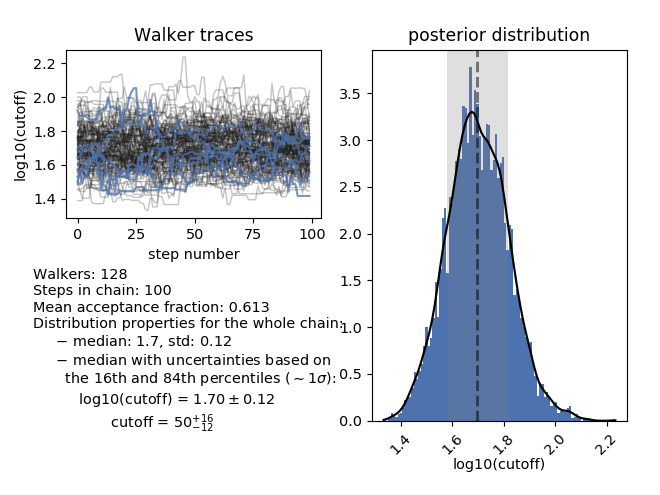 Walker traces
log10(cutoff)
2.2
2.0
1.8
1.6
1.4
0 25 50 75 100
step number
Walkers: 128
Steps in chain: 100
Mean acceptance fraction: 0.613
Distribution properties for the whole chain:
− median: 1.7, std: 0.12
− median with uncertainties based on
the 16th and 84th percentiles (∼1σ):
log10(cutoff) = 1.70 ± 0.12
cutoff = 50 +16 −12
posterior distribution
3.5
3.0
2.5
2.0
1.5
1.0
0.5
0.0
1.4 1.6 1.8 2.0 2.2
log10(cutoff)